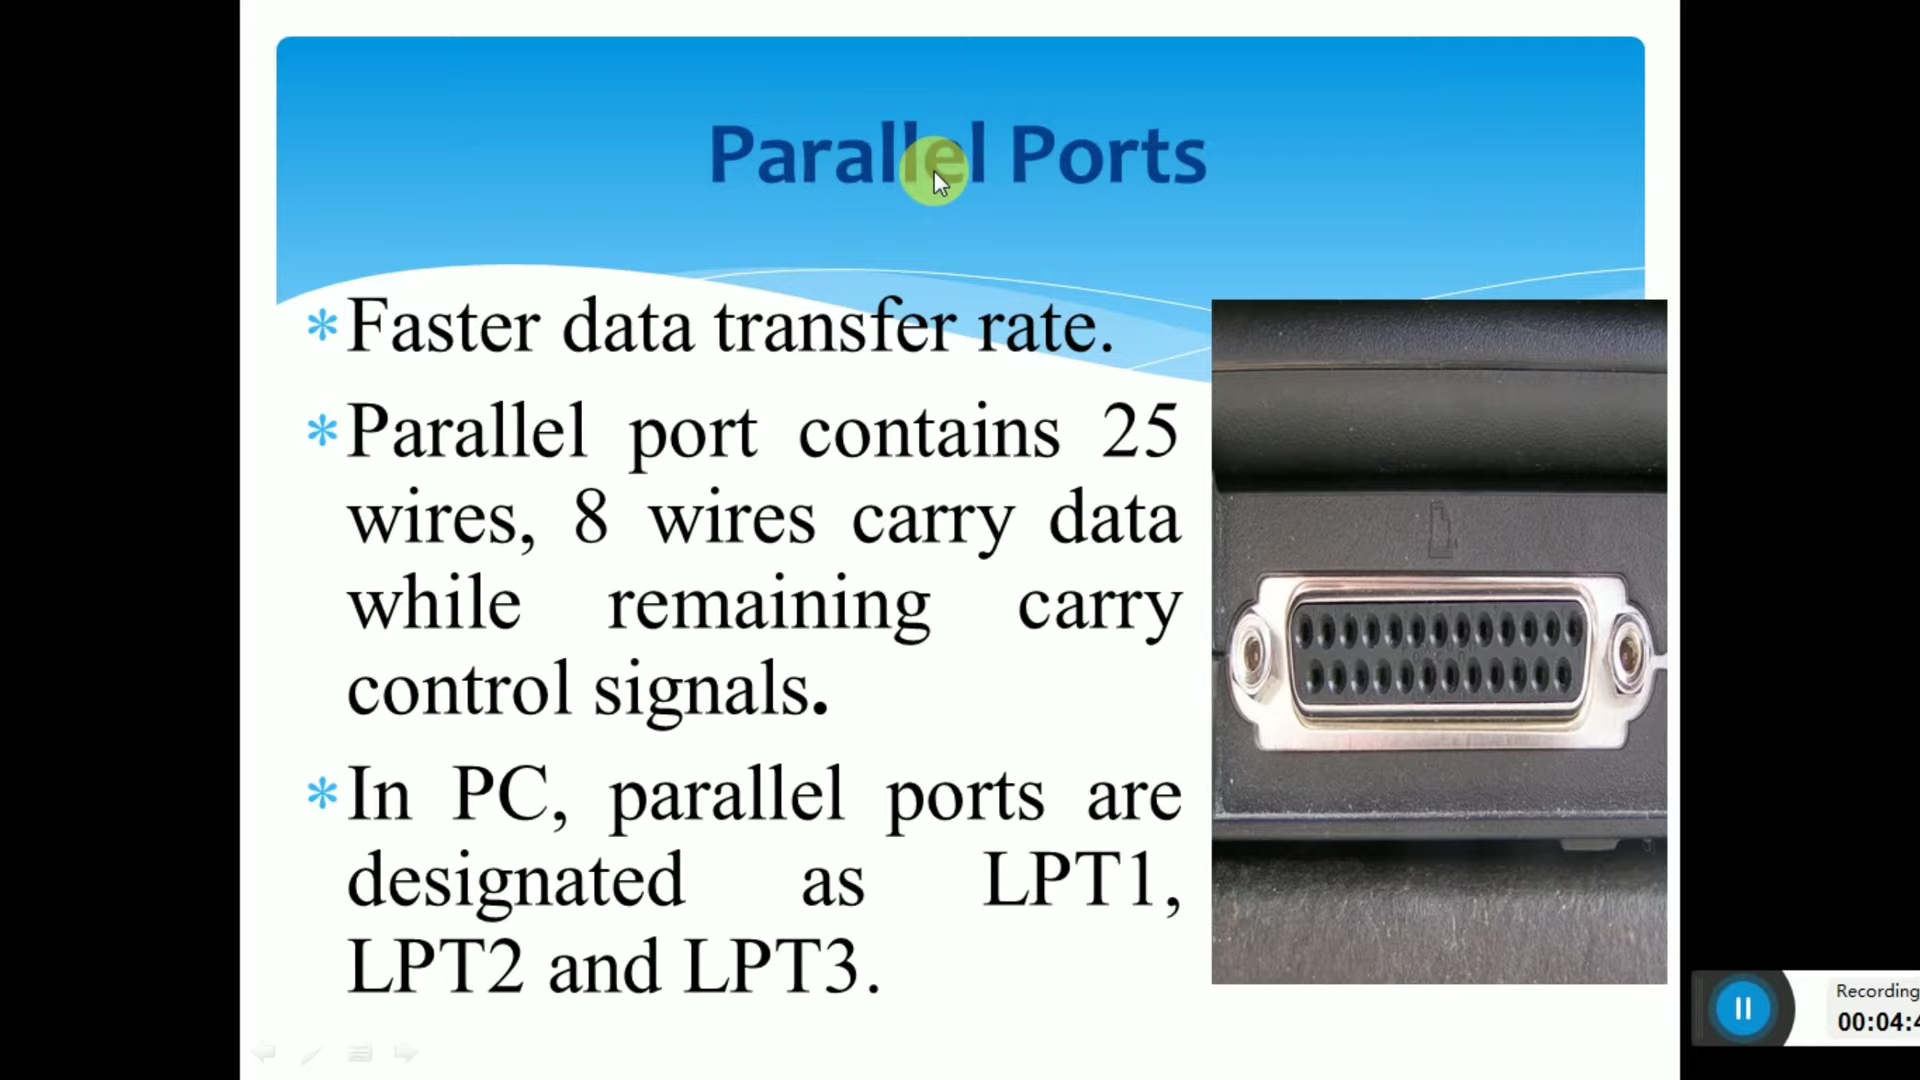 Parallel Ports
* Faster data transfer rate.
* Parallel port contains 25
wires, 8 wires carry data
while remaining carry
control signals.
* In PC, parallel ports are
designated as LPT1,
LPT2 and LPT3.
Recording
00:04:4